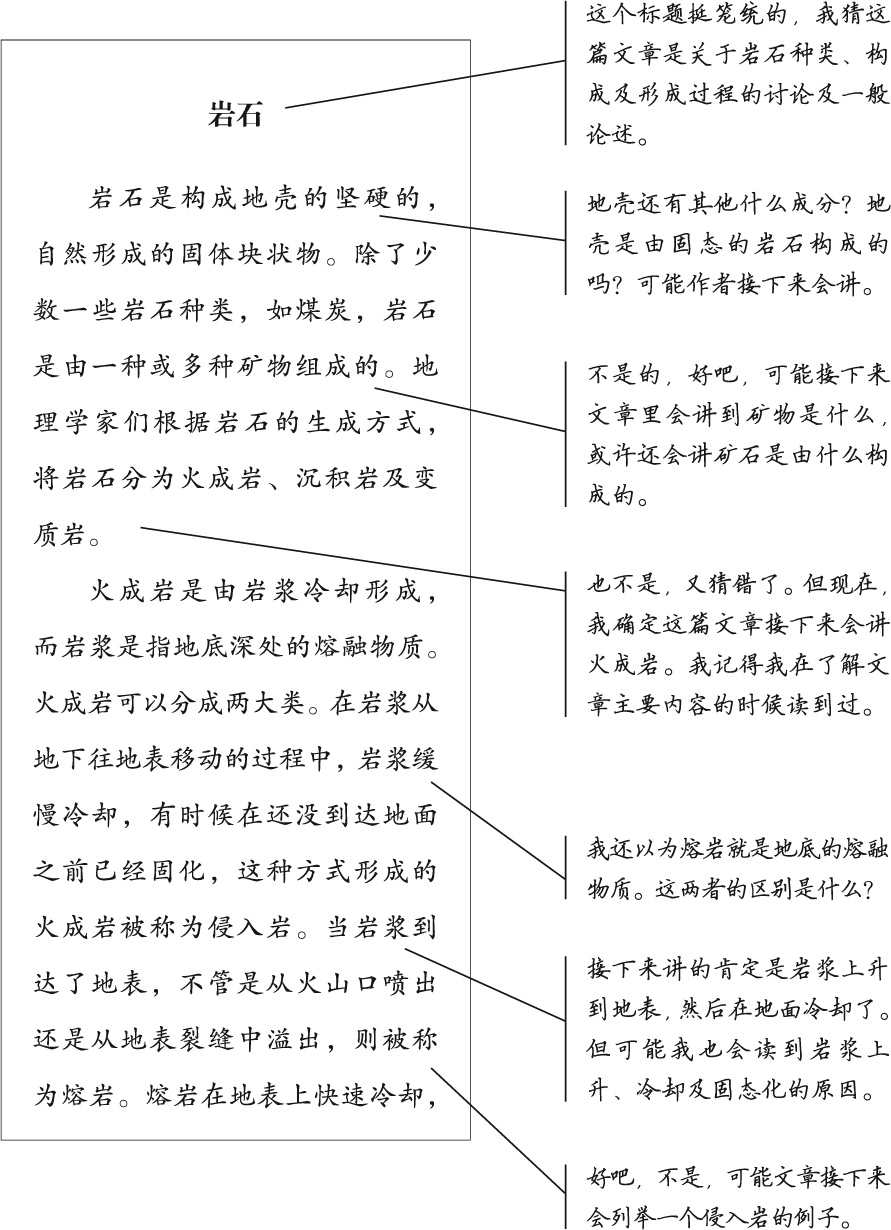 岩石
岩石是构成地壳的坚硬的，
自然形成的固体块状物。除了少
数一些岩石种类，如煤炭，岩石
是由一种或多种矿物组成的。地
理学家们根据岩石的生成方式，
将岩石分为火成岩、沉积岩及变
质岩。
火成岩是由岩浆冷却形成，
而岩浆是指地底深处的熔融物质。
火成岩可以分成两大类。在岩浆从
地下往地表移动的过程中，岩浆缓
慢冷却，有时候在还没到达地面
之前已经固化，这种方式形成的
火成岩被称为侵入岩。当岩浆到
达了地表，不管是从火山口喷出
还是从地表裂缝中溢出，则被称
为熔岩。熔岩在地表上快速冷却，
这个标题挺笼统的，我猜这
篇文章是关于岩石种类、构
成及形成过程的讨论及一般
论述。
地壳还有其他什么成分？地
壳是由固态的岩石构成的
吗？可能作者接下来会讲。
不是的，好吧，可能接下来
文章里会讲到矿物是什么，
或许还会讲矿石是由什么构
成的。
也不是，又猜错了。但现在，
我确定这篇文章接下来会讲
火成岩。我记得我在了解文
章主要内容的时候读到过。
我还以为熔岩就是地底的熔融
物质。这两者的区别是什么？
接下来讲的肯定是岩浆上升
到地表，然后在地面冷却了。
但可能我也会读到岩浆上
升、冷却及固态化的原因。
好吧，不是，可能文章接下来
会列举一个侵入岩的例子。